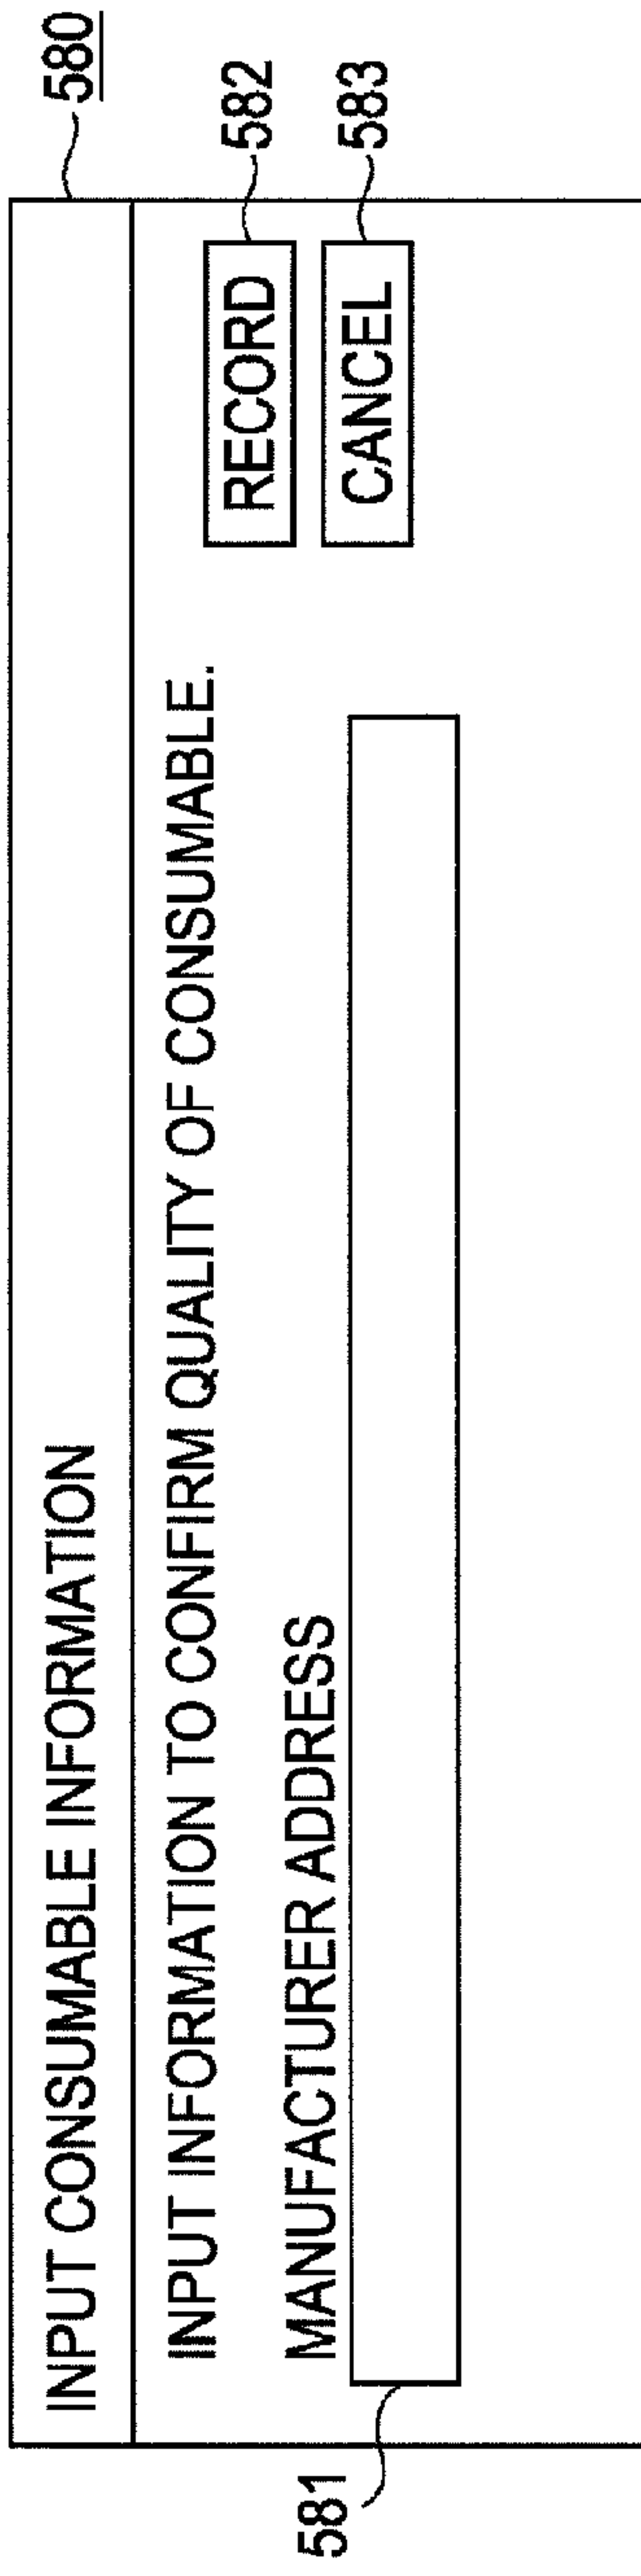 580
INPUT CONSUMABLE INFORMATION
INPUT INFORMATION TO CONFIRM QUALITY OF CONSUMABLE.
RECORD
582
MANUFACTURER ADDRESS
CANCEL
583
581